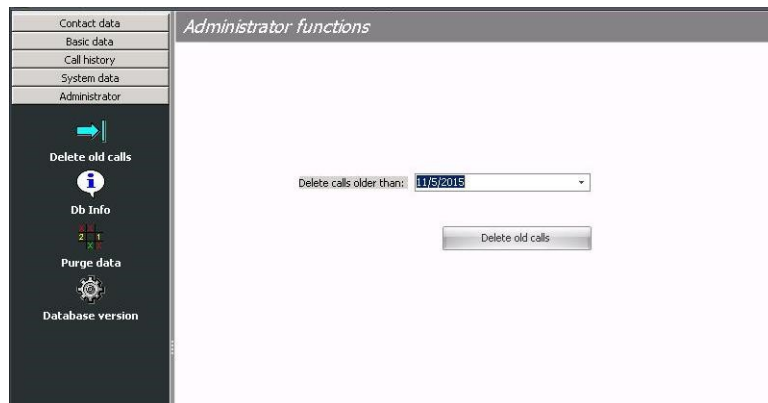 Contact data
Basic data
Call history
System data
Administrator
Delete old calls
Db Info
Purge data
Database version
Administrator functions
Delete calls older than: 11/5/2015
Delete old calls